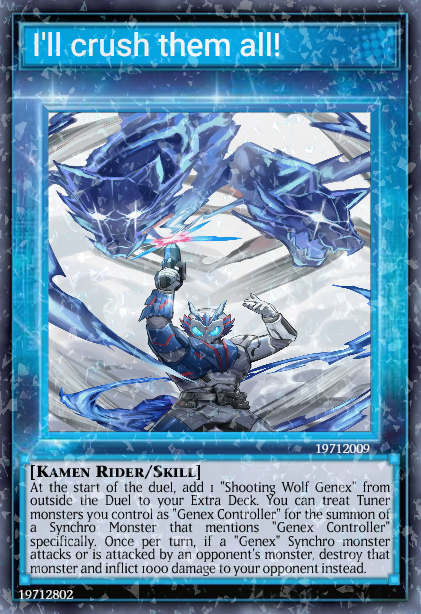 I'll crush them all!
19712009
[KAMEN RIDER/SKILL]
At the start of the duel, add 1 "Shooting Wolf Genex" from
outside the Duel to your Extra Deck. You can treat Tuner
monsters you control as "Genex Controller" for the summon of
a Synchro Monster that mentions "Genex Controller"
specifically. Once per turn, if a "Genex" Synchro monster
attacks or is attacked by an opponent's monster, destroy that
monster and inflict 1000 damage to your opponent instead.
19712802